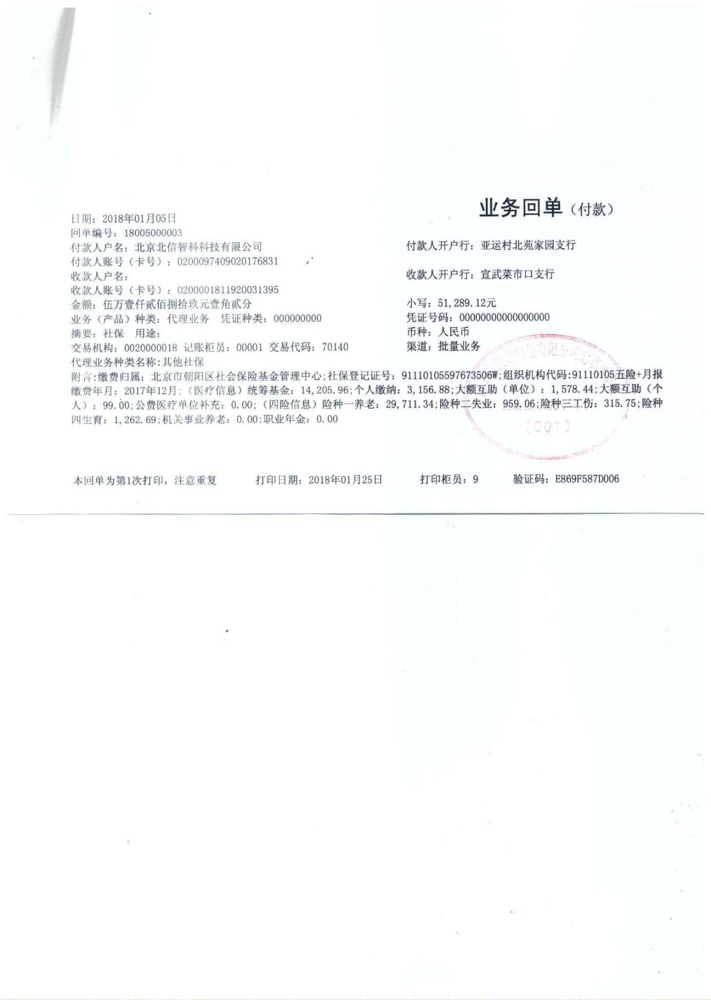 业务回单（付款）
日期：2018年01月05日
回单编号：18005000003
付款人户名：北京北信智科科技有限公司 付款人开户行：亚运村北苑家园支行
付款人账号（卡号）：0200097409020176831
收款人户名： 收款人开户行：宣武菜市口支行
收款人账号（卡号）：0200001811920031395
金额：伍万壹仟贰佰捌拾玖元壹角贰分 小写：51,289.12元
业务（产品）种类：代理业务 凭证种类：000000000 凭证号码：00000000000000000
摘要：社保 用途： 币种：人民币
交易机构：0020000018 记账柜员：00001 交易代码：70140 渠道：批量业务
代理业务种类名称:其他社保
附言:缴费归属：北京市朝阳区社会保险基金管理中心;社保登记证号：91110105597673506W;组织机构代码:91110105五险+月报
缴费年月：2017年12月;（医疗信息）统筹基金：14,205.96;个人缴纳：3,156.88;大额互助（单位）：1,578.44;大额互助（个
人）：99.00;公费医疗单位补充：0.00;（四险信息）险种一养老：29,711.34;险种二失业：959.06;险种三工伤：315.75;险种
四生育：1,262.69;机关事业养老：0.00;职业年金：0.00
(001)
本回单为第1次打印，注意重复 打印日期：2018年01月25日 打印柜员：9 验证码：E869F587D006